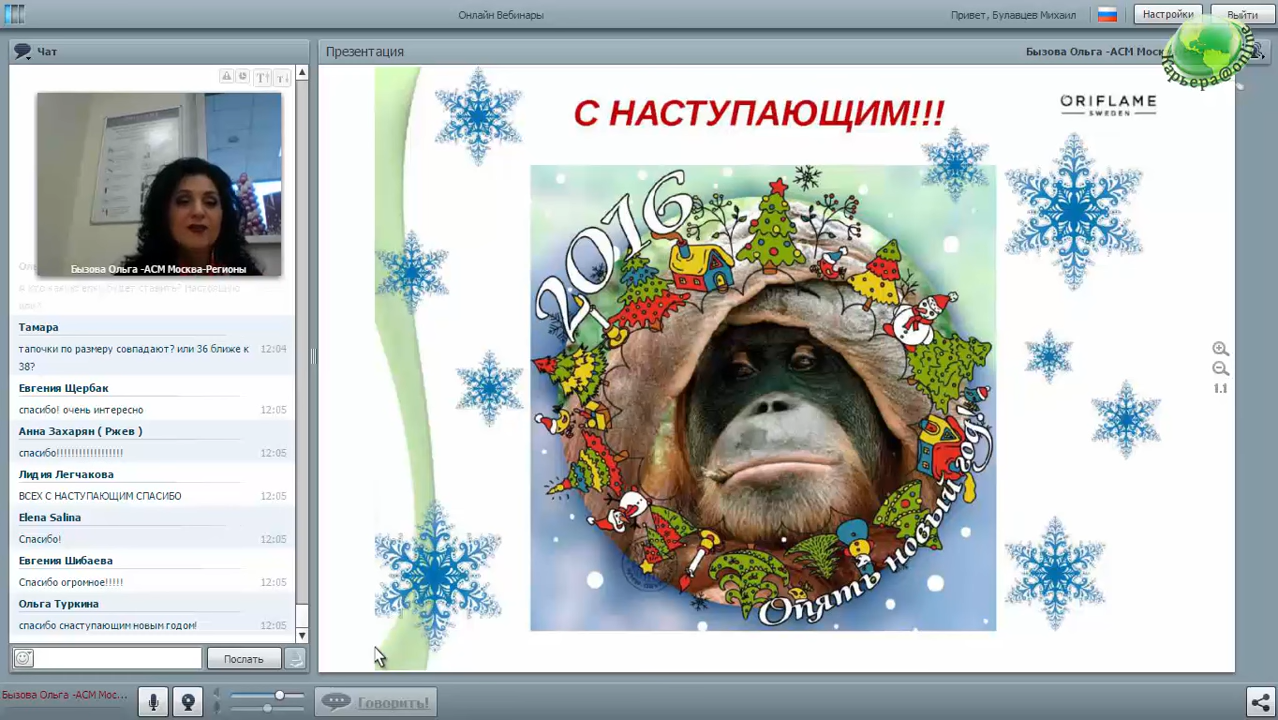 Онлайн Вебинары
Привет, Булавцев Михаил
Настройки
Выйти
Чат
Презентация
Бызова Ольга -АСМ Моск
Карьера@online
Бызова Ольга -АСМ Москва-Регионы
Тамара
тапочки по размеру совпадают? или 36 ближе к 12:04
38?
Евгения Щербак
спасибо! очень интересно 12:05
Анна Захарян ( Ржев )
спасибо!!!!!!!!!!!!!!!!!! 12:05
Лидия Легчакова
ВСЕХ С НАСТУПАЮЩИМ СПАСИБО 12:05
Elena Salina
Спасибо! 12:05
Евгения Шибаева
Спасибо огромное!!!!! 12:05
Ольга Туркина
спасибо снаступающим новым годом! 12:05
Послать
Бызова Ольга -АСМ Мос...
Говорить!
С НАСТУПАЮЩИМ!!!
ORIFLAME
SWEDEN
2016
Опять новый год!
1.1